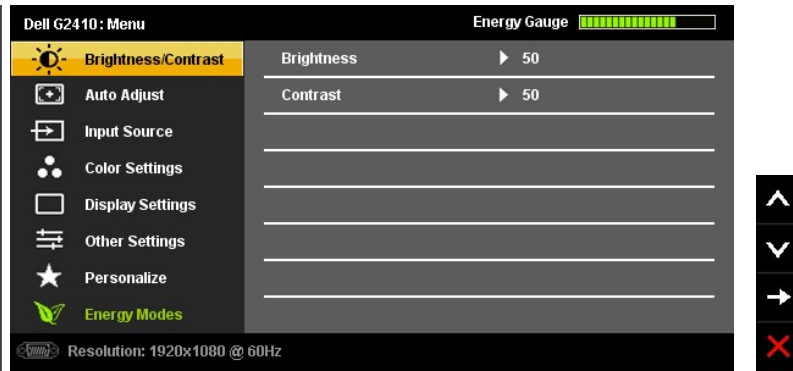 Dell G2410 : Menu Energy Gauge
Brightness/Contrast Brightness 50
Auto Adjust Contrast 50
Input Source
Color Settings
Display Settings
Other Settings
Personalize
Energy Modes
Resolution: 1920x1080 @ 60Hz